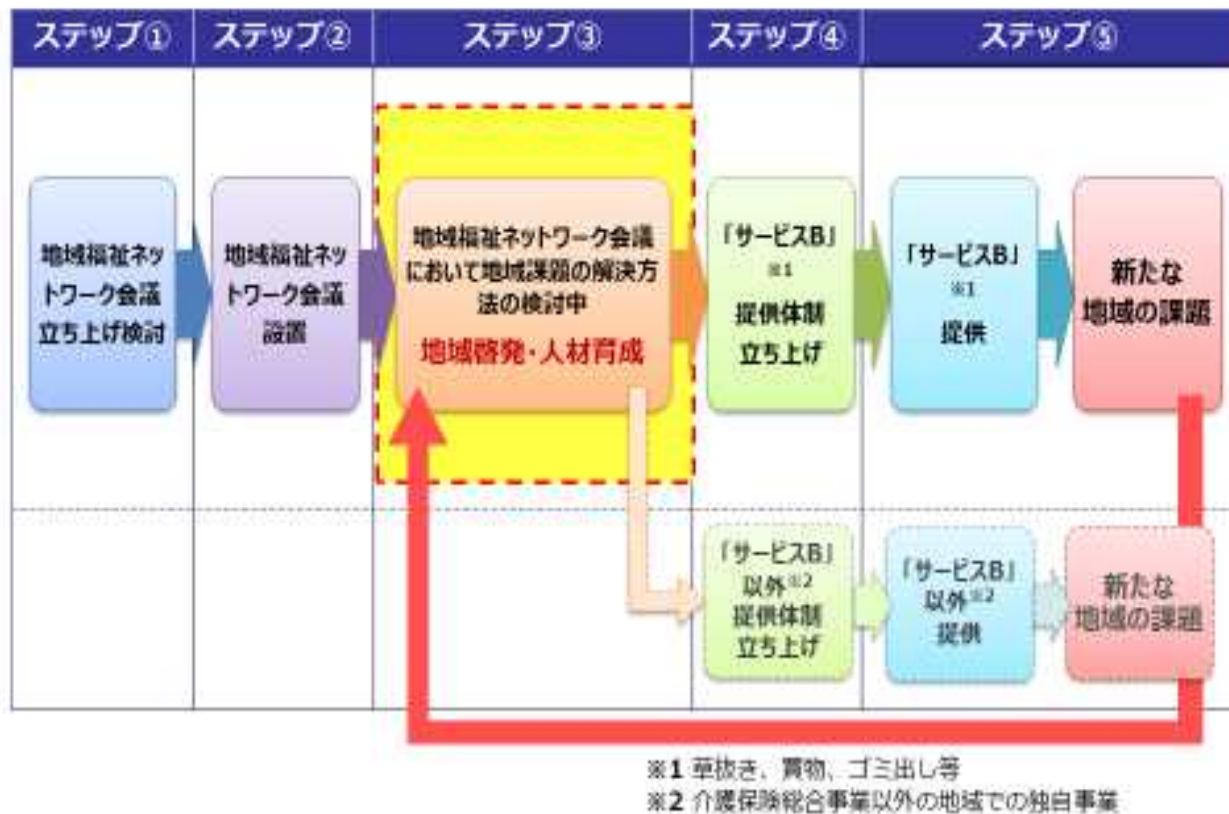 ステップ①
ステップ②
ステップ③
ステップ④
ステップ⑤
地域福祉ネッ
トワーク会議
立ち上げ検討
地域福祉ネッ
トワーク会議
設置
地域福祉ネットワーク会議
において地域課題の解決方
法の検討中
地域啓発・人材育成
「サービスB」
※1
提供体制
立ち上げ
「サービスB」
※1
提供
新たな
地域の課題
「サービスB」
以外※2
提供体制
立ち上げ
「サービスB」
以外※2
提供
新たな
地域の課題
※1 草抜き、買物、ゴミ出し等
※2 介護保険総合事業以外の地域での独自事業